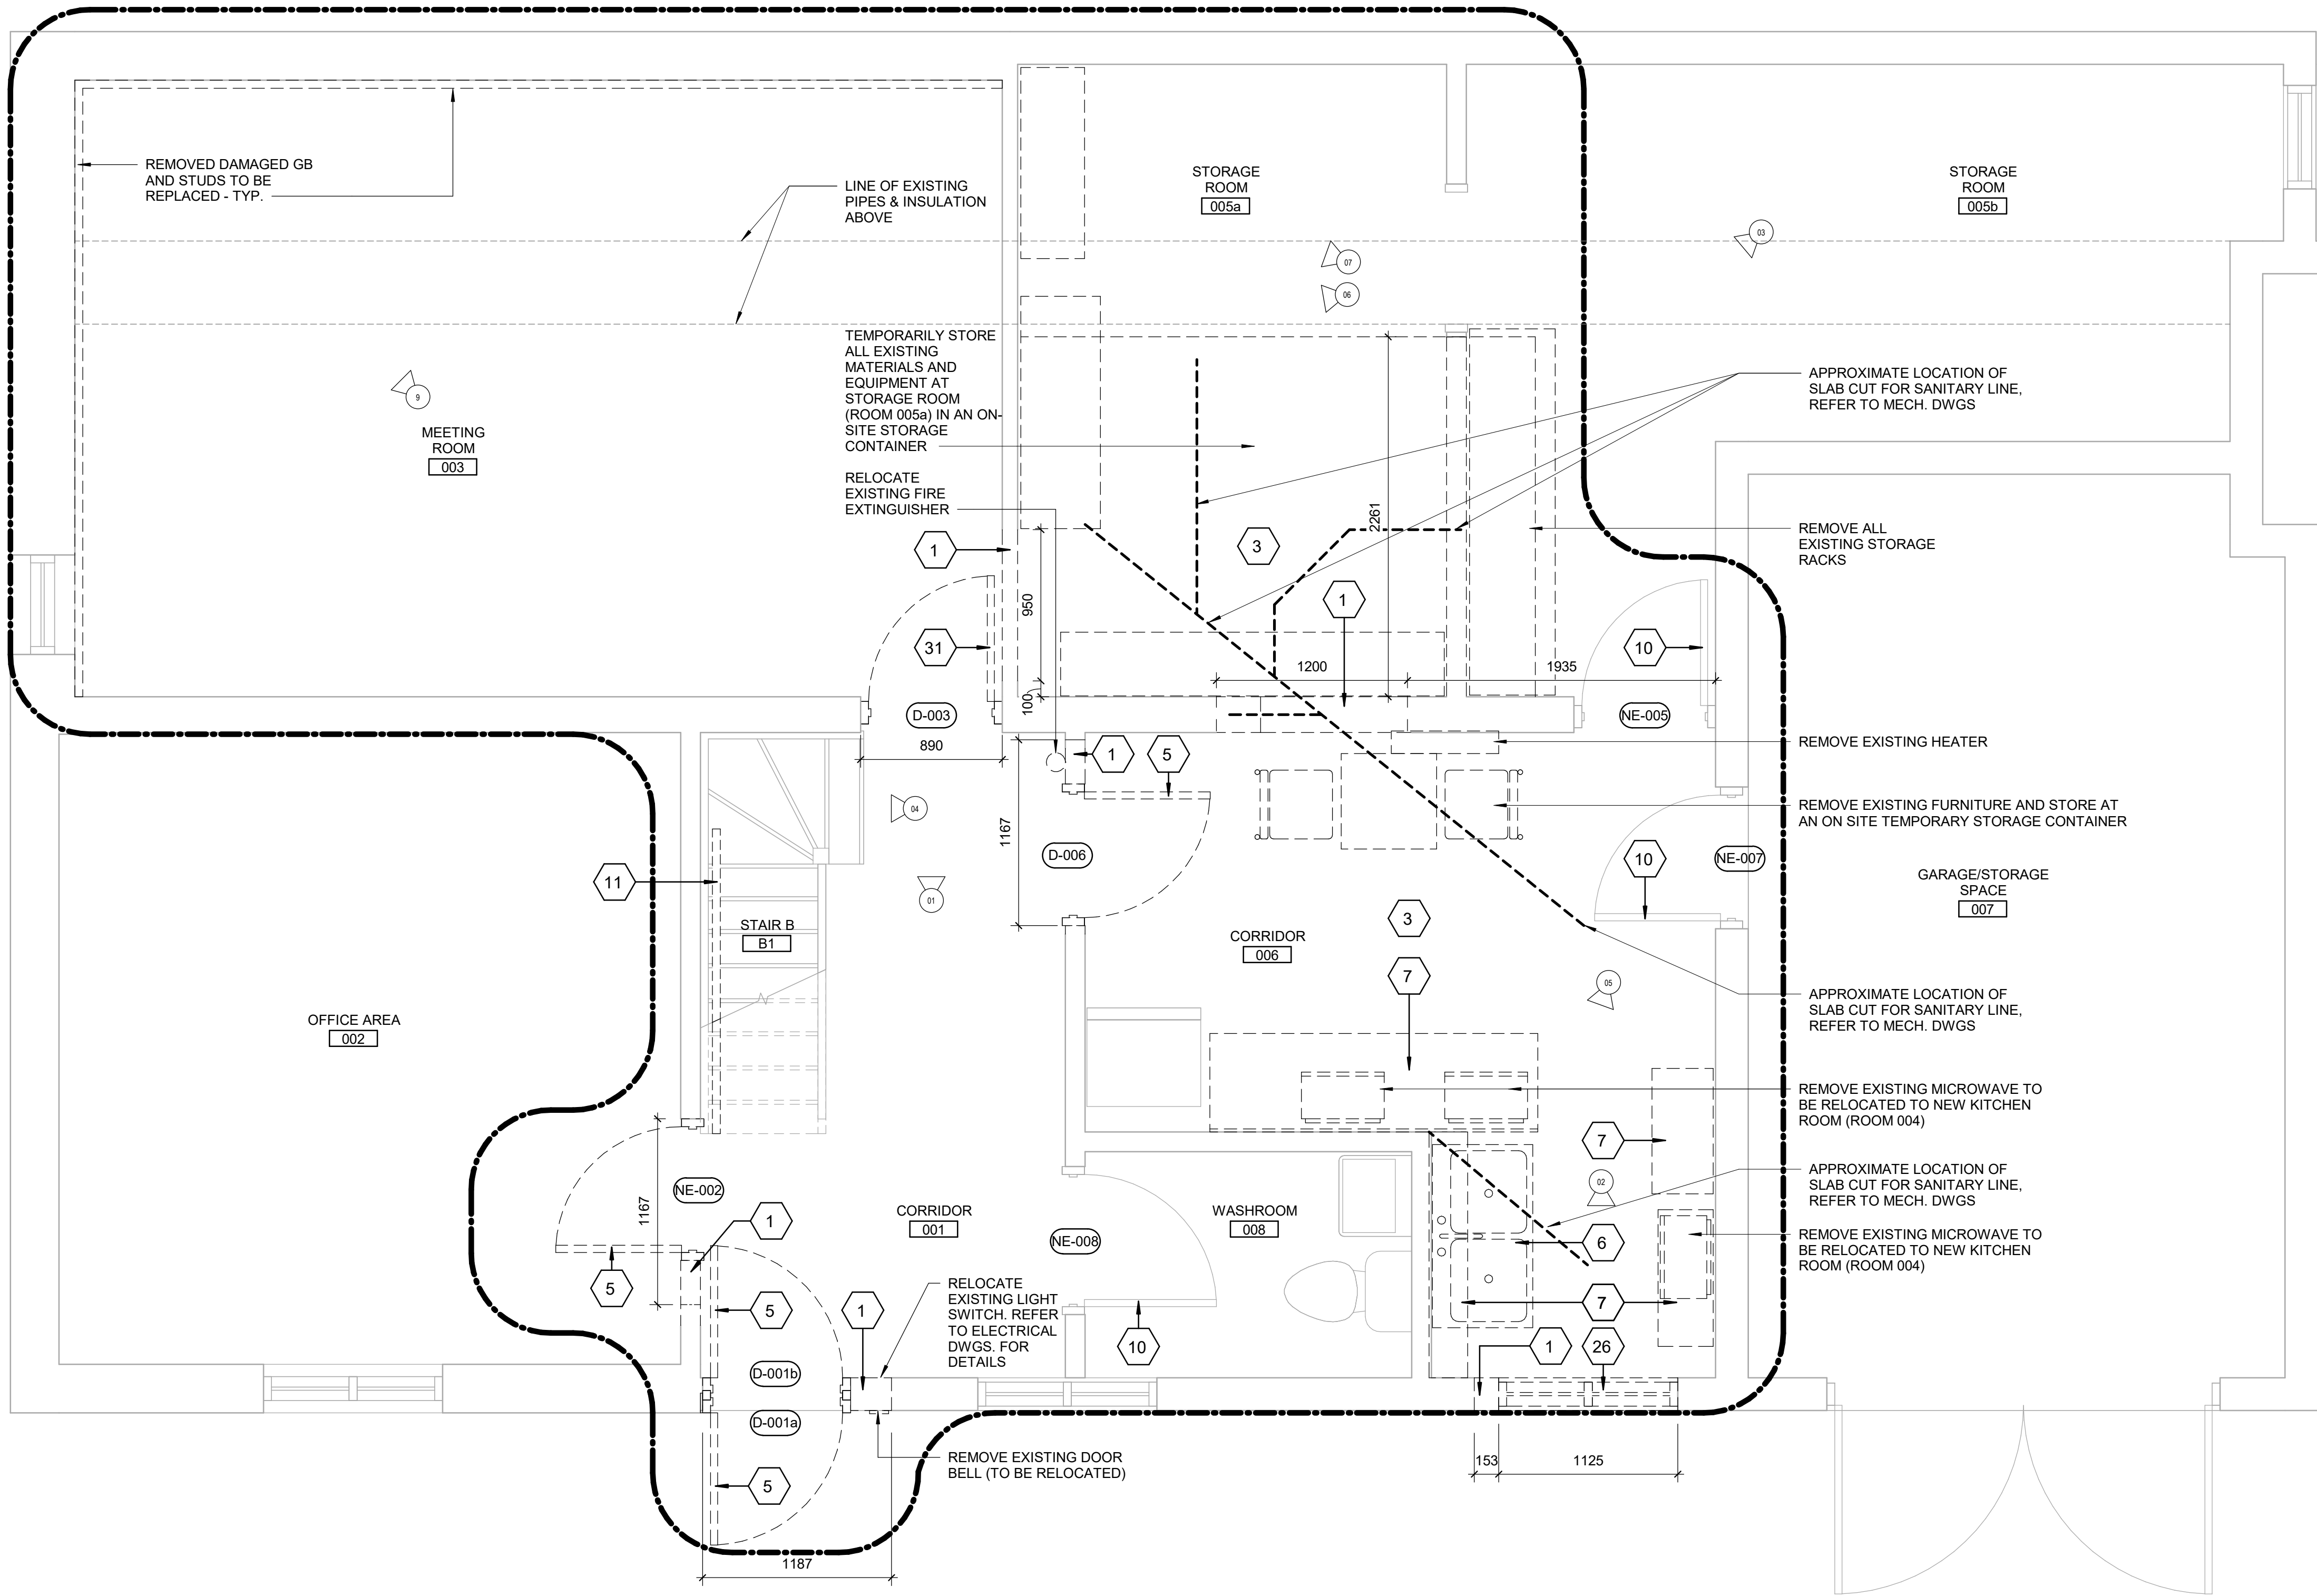 REMOVED DAMAGED GB
AND STUDS TO BE
REPLACED - TYP.
LINE OF EXISTING
PIPES & INSULATION
ABOVE
STORAGE
ROOM
005a
STORAGE
ROOM
005b
03
07
06
TEMPORARILY STORE
ALL EXISTING
MATERIALS AND
EQUIPMENT AT
STORAGE ROOM
(ROOM 005a) IN AN ON-
SITE STORAGE
CONTAINER
9
MEETING
ROOM
003
APPROXIMATE LOCATION OF
SLAB CUT FOR SANITARY LINE,
REFER TO MECH. DWGS
RELOCATE
EXISTING FIRE
EXTINGUISHER
2261
REMOVE ALL
EXISTING STORAGE
RACKS
1
3
950
1
31
10
1200
1935
100
D-003
NE-005
890
REMOVE EXISTING HEATER
1
5
04
REMOVE EXISTING FURNITURE AND STORE AT
AN ON SITE TEMPORARY STORAGE CONTAINER
1167
D-006
10
NE-007
11
01
GARAGE/STORAGE
SPACE
007
STAIR B
B1
3
CORRIDOR
006
7
05
APPROXIMATE LOCATION OF
SLAB CUT FOR SANITARY LINE,
REFER TO MECH. DWGS
OFFICE AREA
002
REMOVE EXISTING MICROWAVE TO
BE RELOCATED TO NEW KITCHEN
ROOM (ROOM 004)
7
APPROXIMATE LOCATION OF
SLAB CUT FOR SANITARY LINE,
REFER TO MECH. DWGS
02
NE-002
1167
1
CORRIDOR
001
NE-008
WASHROOM
008
6
REMOVE EXISTING MICROWAVE TO
BE RELOCATED TO NEW KITCHEN
ROOM (ROOM 004)
5
5
1
RELOCATE
EXISTING LIGHT
SWITCH. REFER
TO ELECTRICAL
DWGS. FOR
DETAILS
7
10
1
26
D-001b
D-001a
REMOVE EXISTING DOOR
BELL (TO BE RELOCATED)
153
1125
5
1187